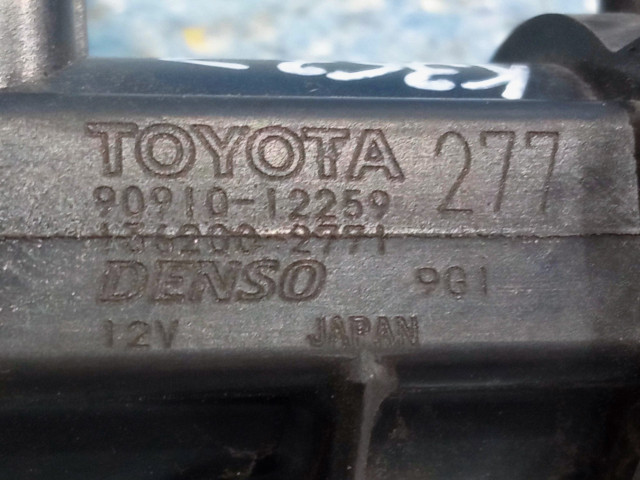 TOYOTA 277
90910-12259
136200-2771
DENSO 9G1
12V JAPAN